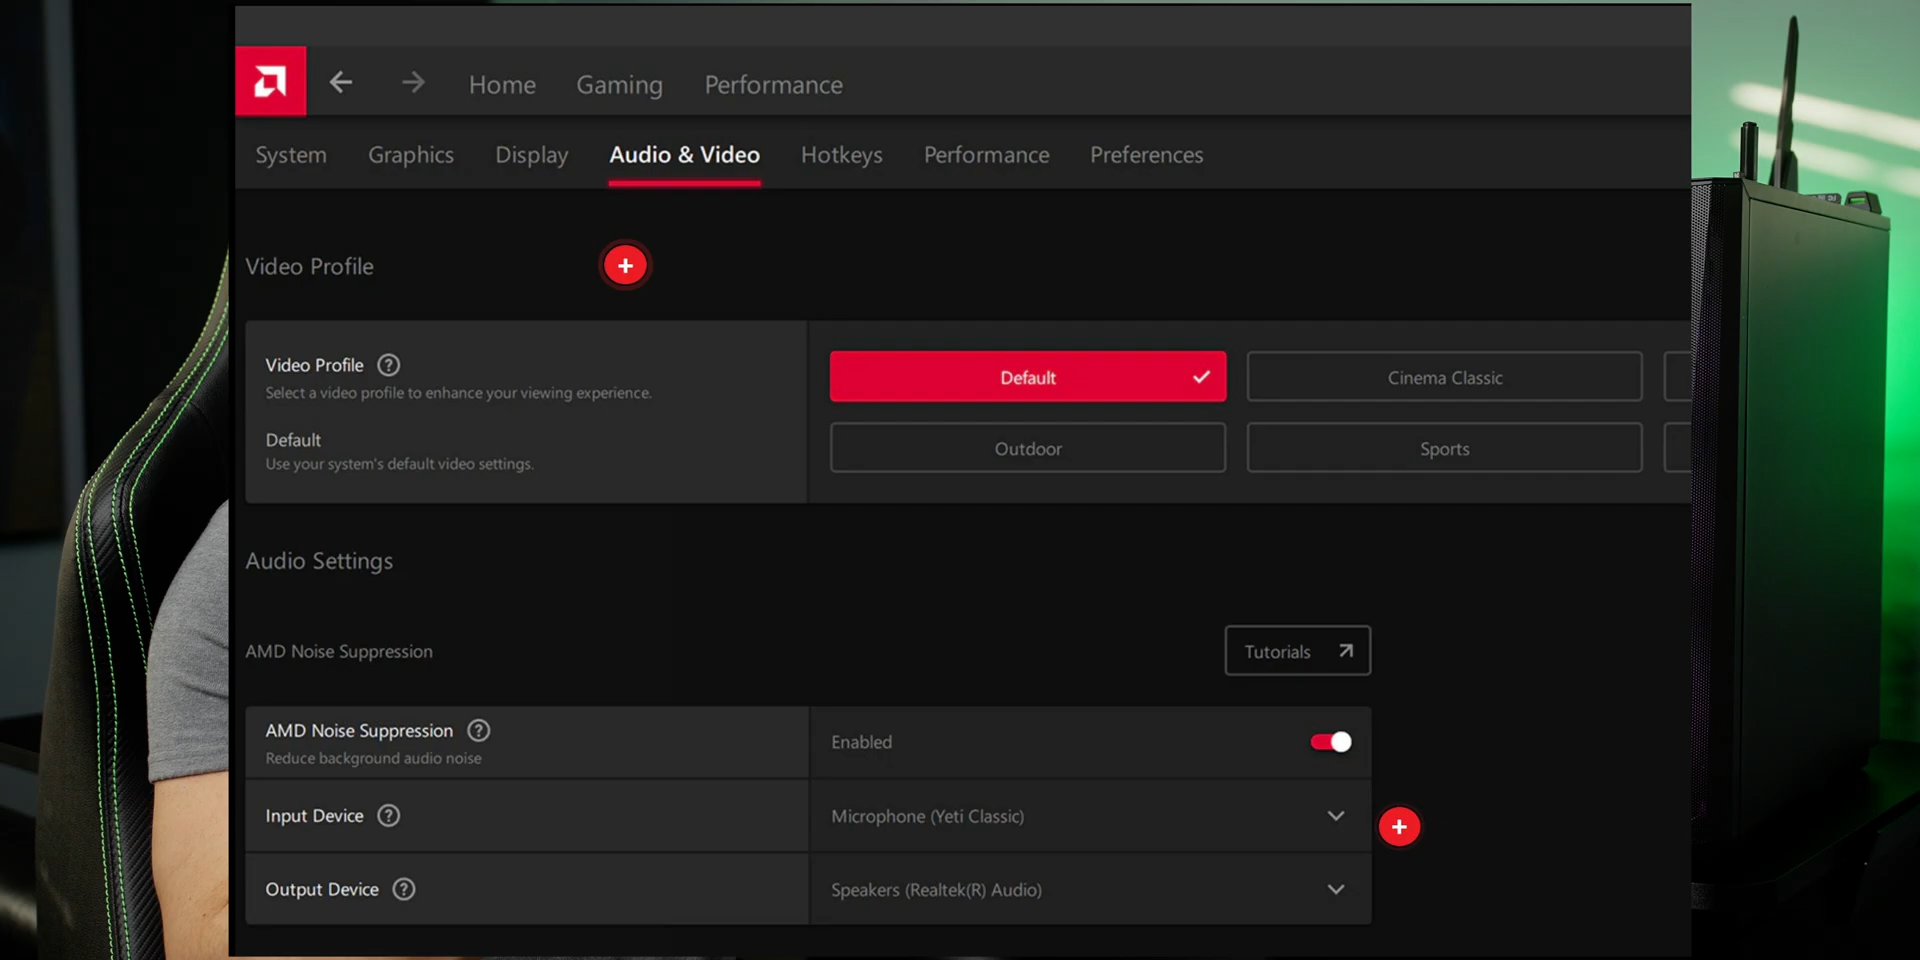 Home Gaming Performance
System Graphics Display Audio & Video Hotkeys Performance Preferences
Video Profile
Video Profile
Select a video profile to enhance your viewing experience.
Default
Use your system's default video settings.
Default
Cinema Classic
Outdoor
Sports
Audio Settings
AMD Noise Suppression
Tutorials
AMD Noise Suppression
Reduce background audio noise
Enabled
Input Device
Microphone (Yeti Classic)
Output Device
Speakers (Realtek(R) Audio)